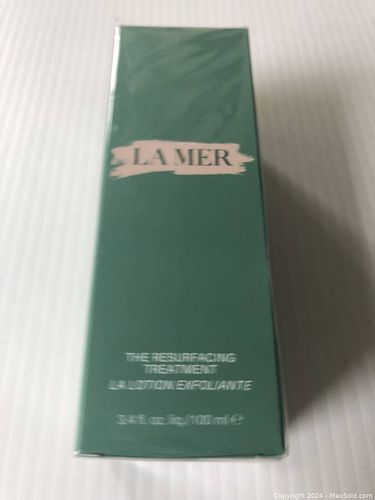 LA MER
THE RESURFACING
TREATMENT
LA LOTION EXFOLIANTE
3.4 fl. oz. liq./100 ml ℮
Copyright 2024 - MaxSold.com